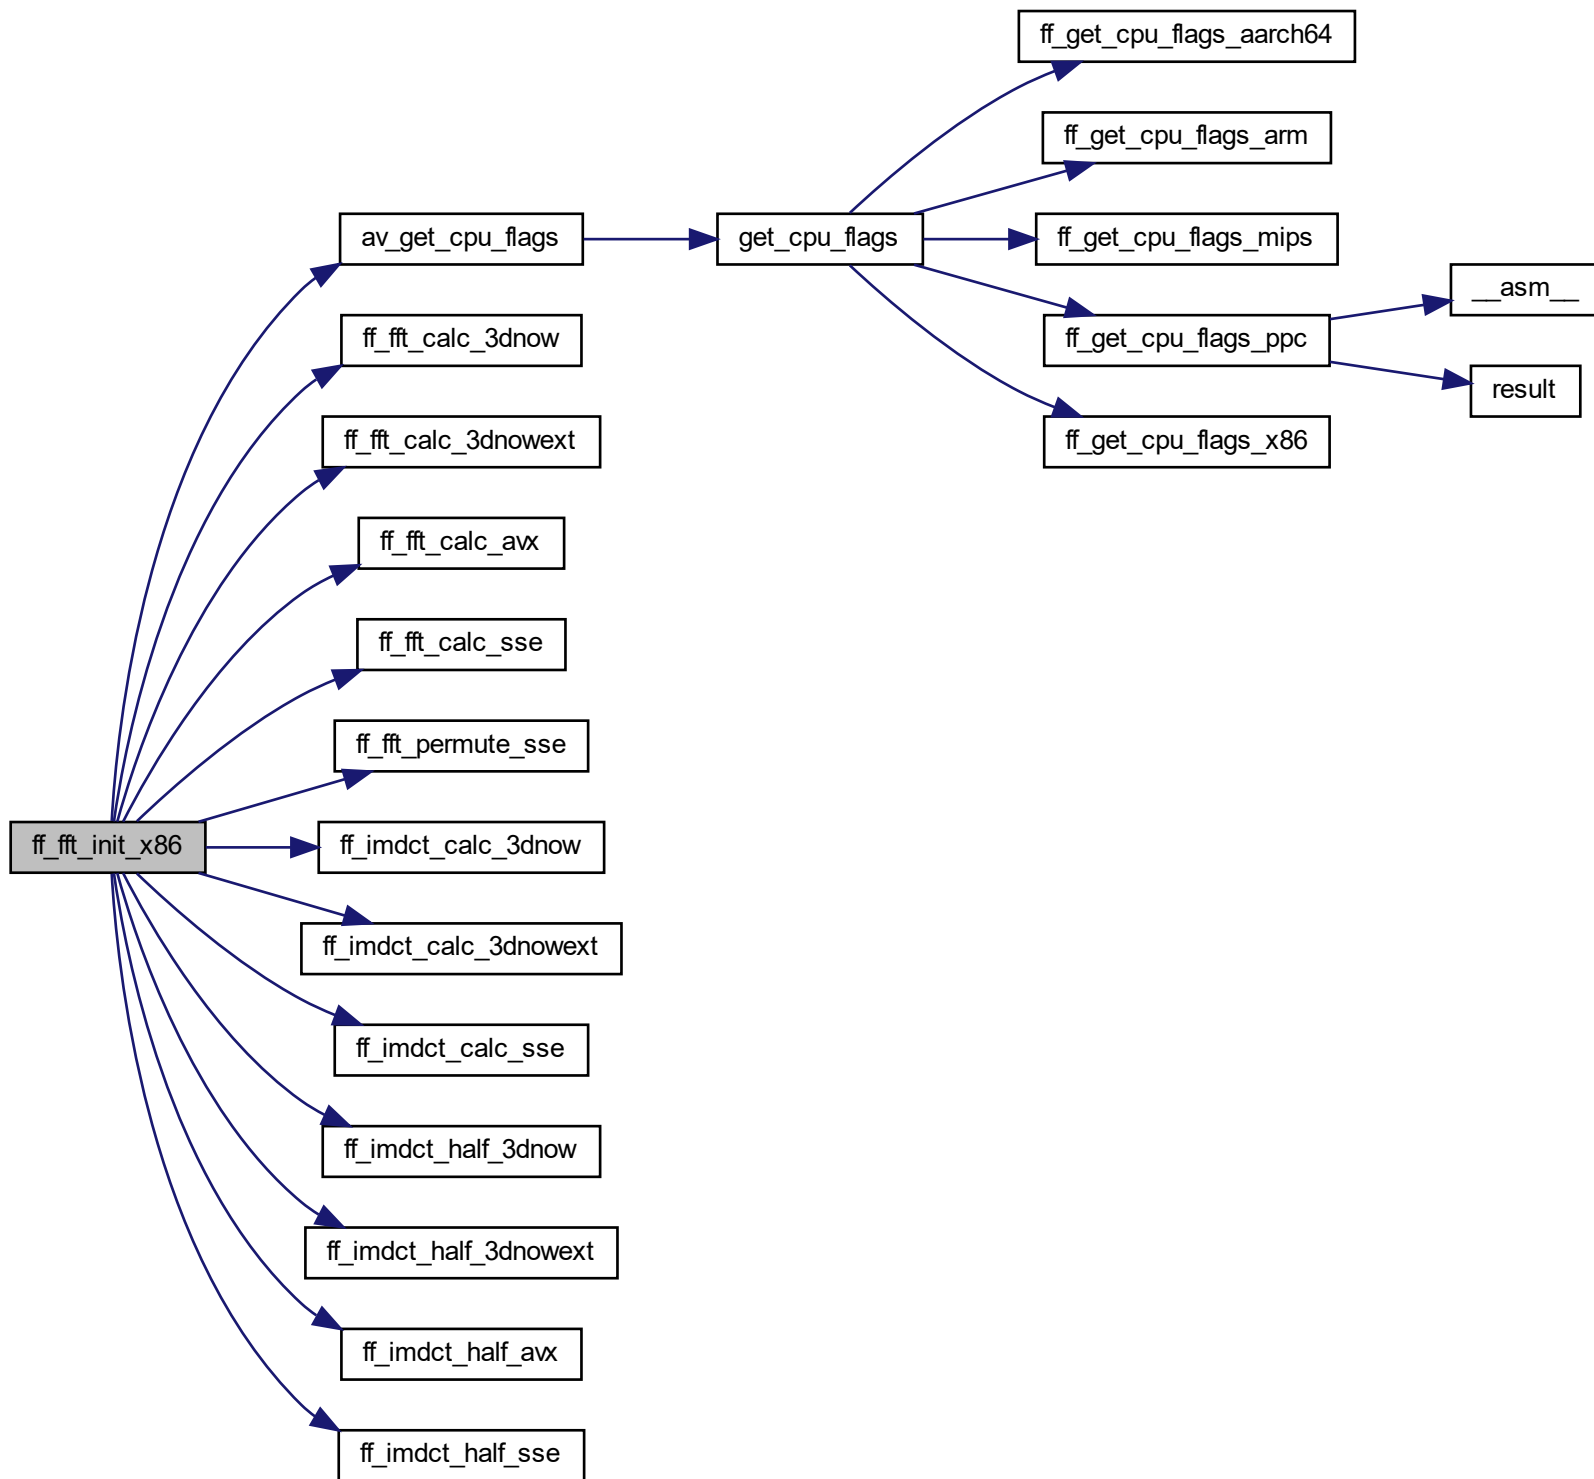 ff_get_cpu_flags_aarch64
ff_get_cpu_flags_arm
av_get_cpu_flags
get_cpu_flags
ff_get_cpu_flags_mips
__asm__
ff_fft_calc_3dnow
ff_get_cpu_flags_ppc
result
ff_fft_calc_3dnowext
ff_get_cpu_flags_x86
ff_fft_calc_avx
ff_fft_calc_sse
ff_fft_permute_sse
ff_fft_init_x86
ff_imdct_calc_3dnow
ff_imdct_calc_3dnowext
ff_imdct_calc_sse
ff_imdct_half_3dnow
ff_imdct_half_3dnowext
ff_imdct_half_avx
ff_imdct_half_sse